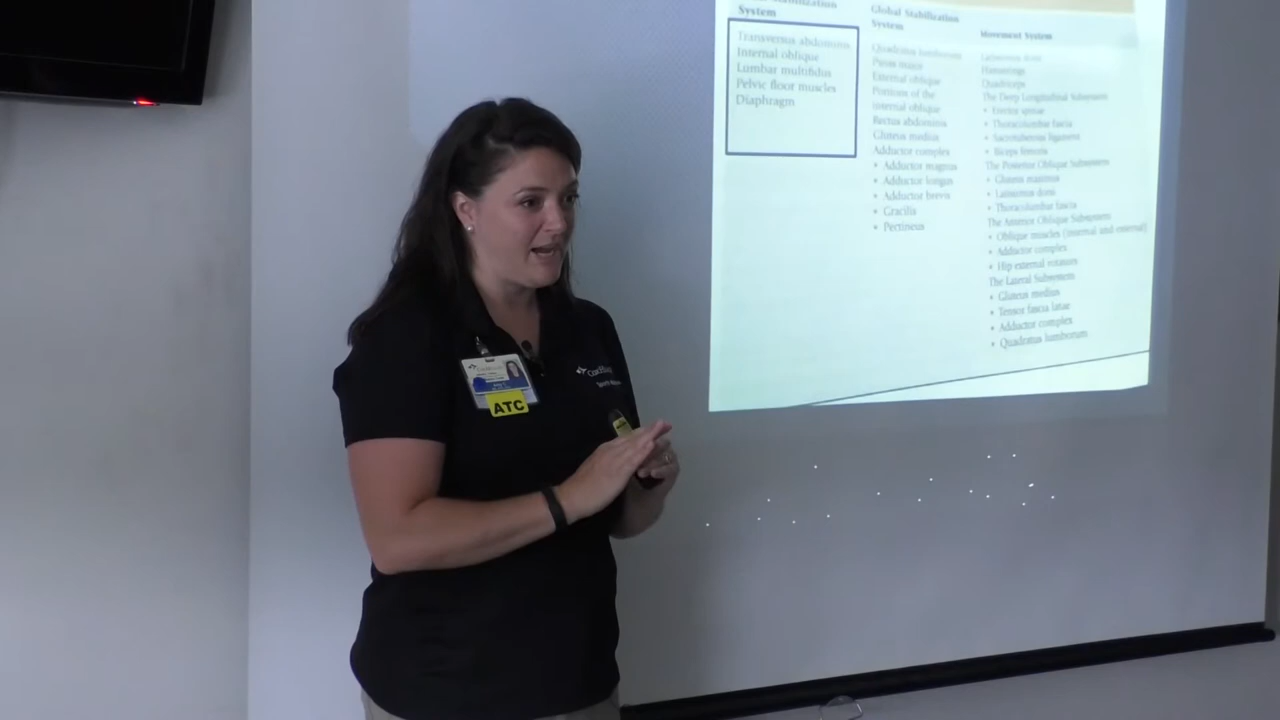 System
Transversus abdominis
Internal oblique
Lumbar multifidus
Pelvic floor muscles
Diaphragm
Global Stabilization
System
Quadratus lumborum
Psoas major
External oblique
Portions of the
internal oblique
Rectus abdominis
Gluteus medius
Adductor complex
• Adductor magnus
• Adductor longus
• Adductor brevis
• Gracilis
• Pectineus
Movement System
Latissimus dorsi
Hamstrings
Quadriceps
The Deep Longitudinal Subsystem
• Erector spinae
• Thoracolumbar fascia
• Sacrotuberous ligament
• Biceps femoris
The Posterior Oblique Subsystem
• Gluteus maximus
• Latissimus dorsi
• Thoracolumbar fascia
The Anterior Oblique Subsystem
• Oblique muscles (internal and external)
• Adductor complex
• Hip external rotators
The Lateral Subsystem
• Gluteus medius
• Tensor fascia latae
• Adductor complex
• Quadratus lumborum
ATC